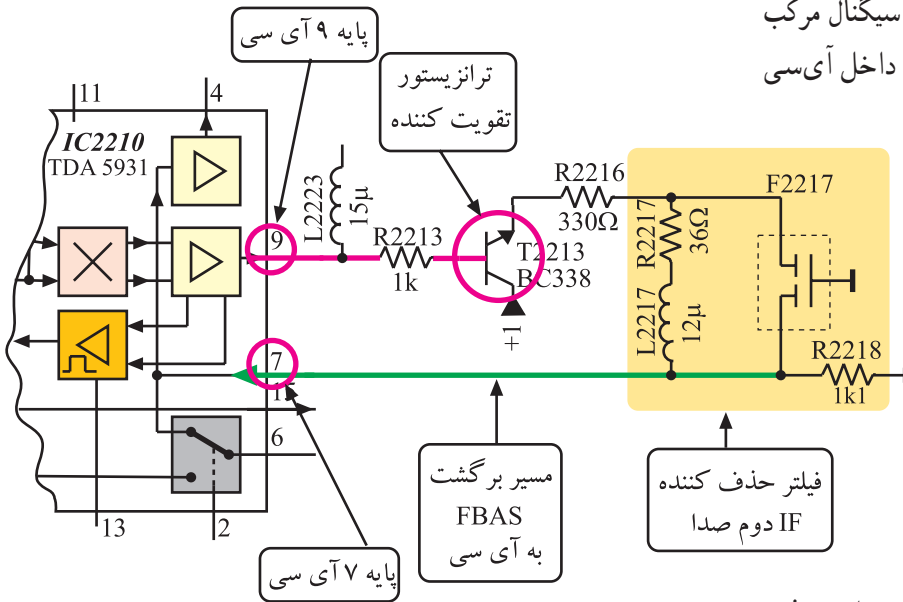 سیگنال مرکب
داخل آی‌سی
پایه ۹ آی سی
ترانزیستور
تقویت کننده
11
4
IC2210
TDA 5931
9
L2223
15μ
R2213
1k
T2213
BC338
+1
R2216
330Ω
R2217
36Ω
F2217
L2217
12μ
R2218
1k1
7
6
13
2
مسیر برگشت
FBAS
به آی سی
فیلتر حذف کننده
IF دوم صدا
پایه ۷ آی سی